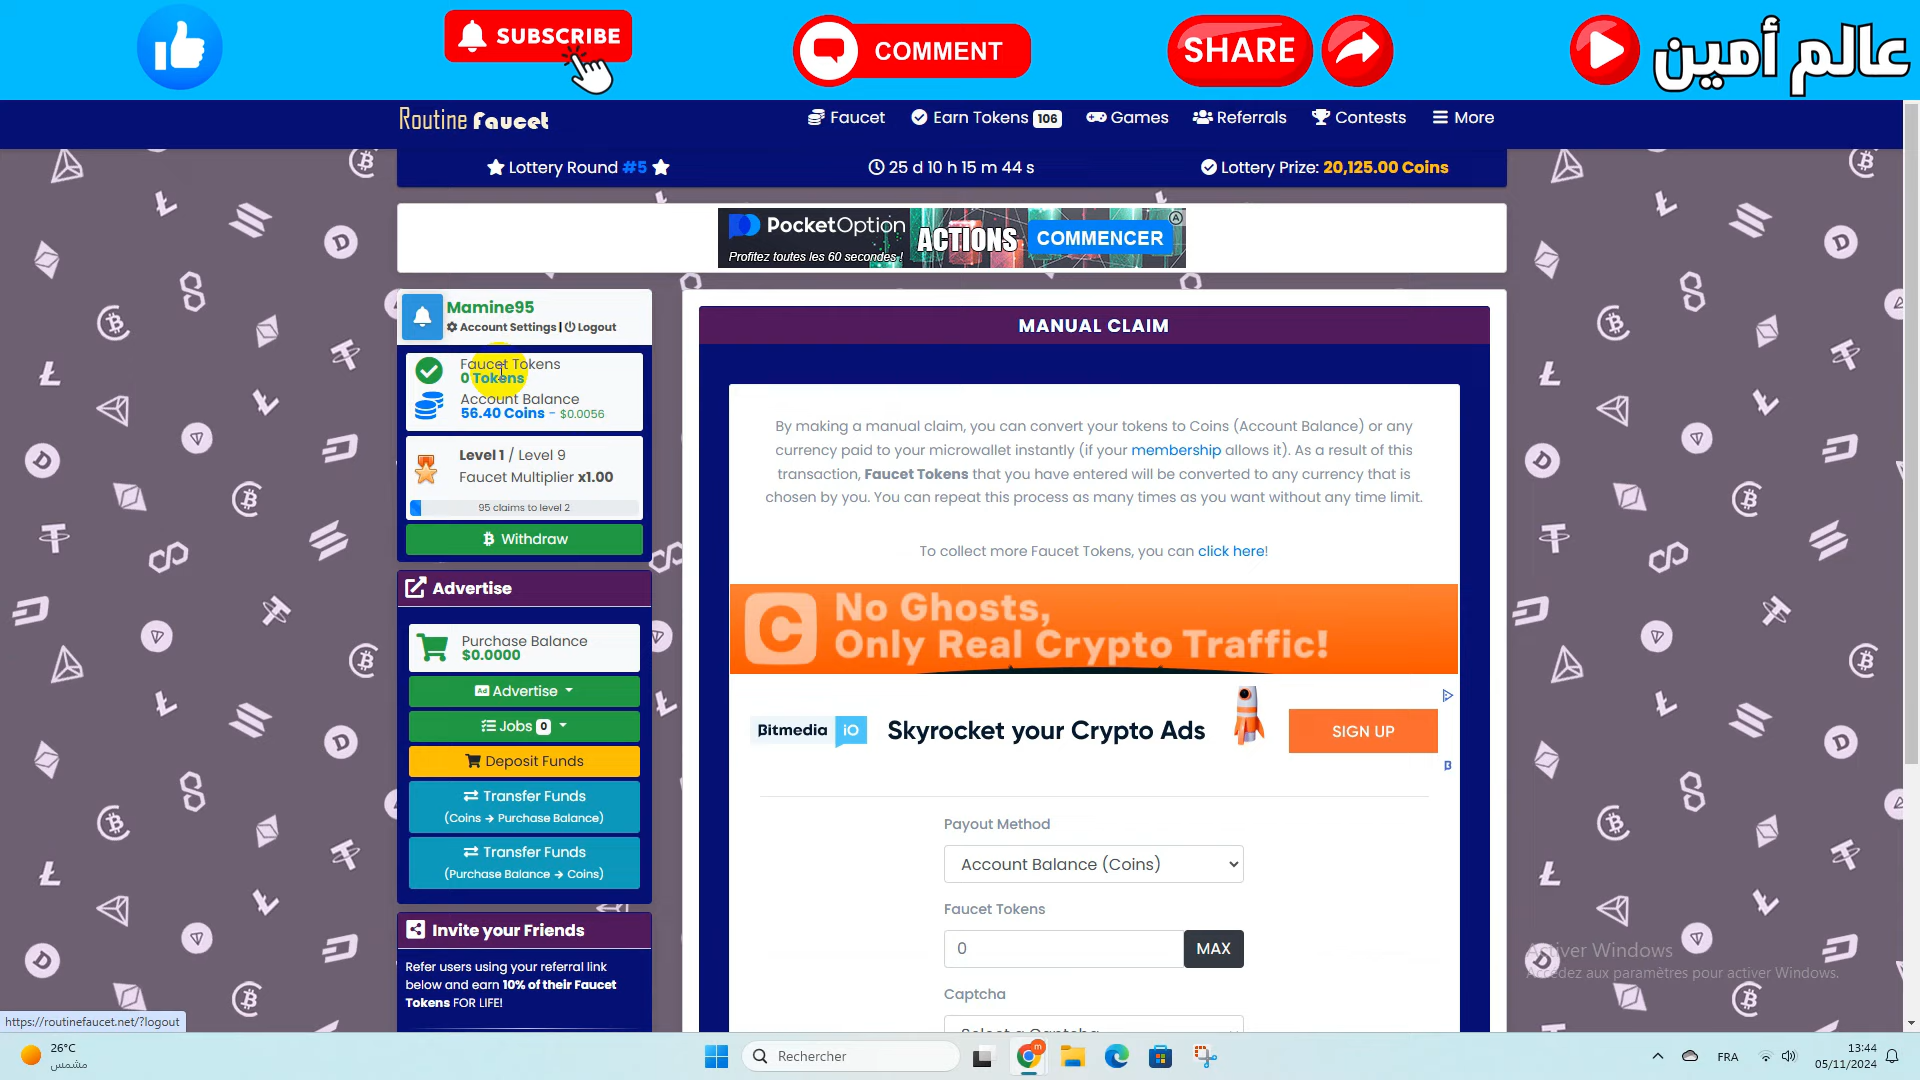 SUBSCRIBE
COMMENT
SHARE
عالم أمين
Routine Faucet
Faucet
Earn Tokens 106
Games
Referrals
Contests
More
Lottery Round #5
25 d 10 h 15 m 44 s
Lottery Prize: 20,125.00 Coins
PocketOption
Profitez toutes les 60 secondes !
ACTIONS
COMMENCER
Mamine95
Account Settings | Logout
Faucet Tokens
0 Tokens
Account Balance
56.40 Coins - $0.0056
Level 1 / Level 9
Faucet Multiplier x1.00
95 claims to level 2
Withdraw
Advertise
Purchase Balance
$0.0000
Advertise
Jobs 0
Deposit Funds
Transfer Funds
(Coins → Purchase Balance)
Transfer Funds
(Purchase Balance → Coins)
Invite your Friends
Refer users using your referral link
below and earn 10% of their Faucet
Tokens FOR LIFE!
MANUAL CLAIM
By making a manual claim, you can convert your tokens to Coins (Account Balance) or any
currency paid to your microwallet instantly (if your membership allows it). As a result of this
transaction, Faucet Tokens that you have entered will be converted to any currency that is
chosen by you. You can repeat this process as many times as you want without any time limit.
To collect more Faucet Tokens, you can click here!
No Ghosts,
Only Real Crypto Traffic!
Bitmedia iO
Skyrocket your Crypto Ads
SIGN UP
Payout Method
Account Balance (Coins)
Faucet Tokens
0
MAX
Captcha
Select a Captcha
Activer Windows
Accédez aux paramètres pour activer Windows.
https://routinefaucet.net/?logout
26°C
مشمس
Rechercher
FRA
13:44
05/11/2024